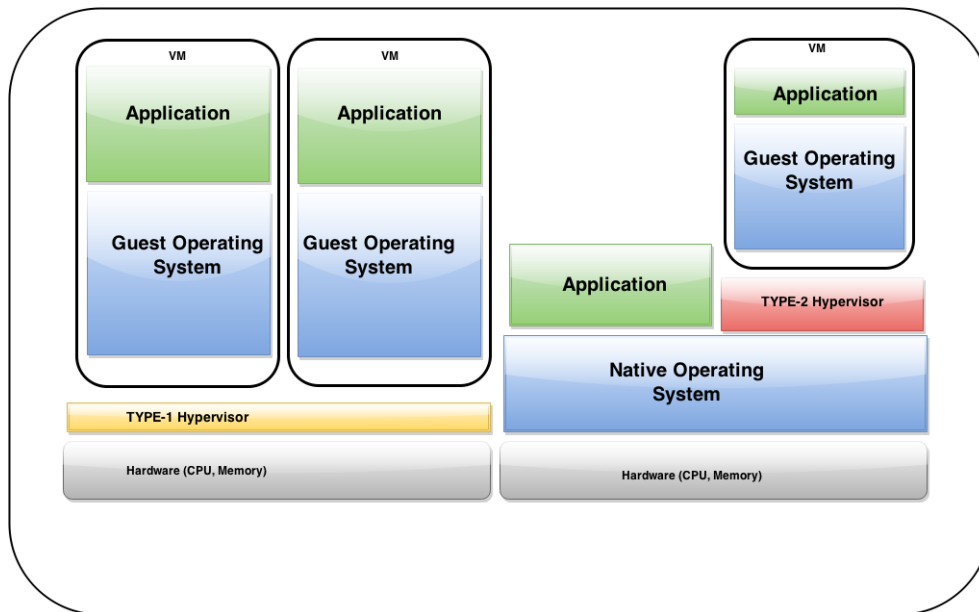 VM
Application
Guest Operating
System
VM
Application
Guest Operating
System
TYPE-1 Hypervisor
Hardware (CPU, Memory)
VM
Application
Guest Operating
System
Application
TYPE-2 Hypervisor
Native Operating
System
Hardware (CPU, Memory)